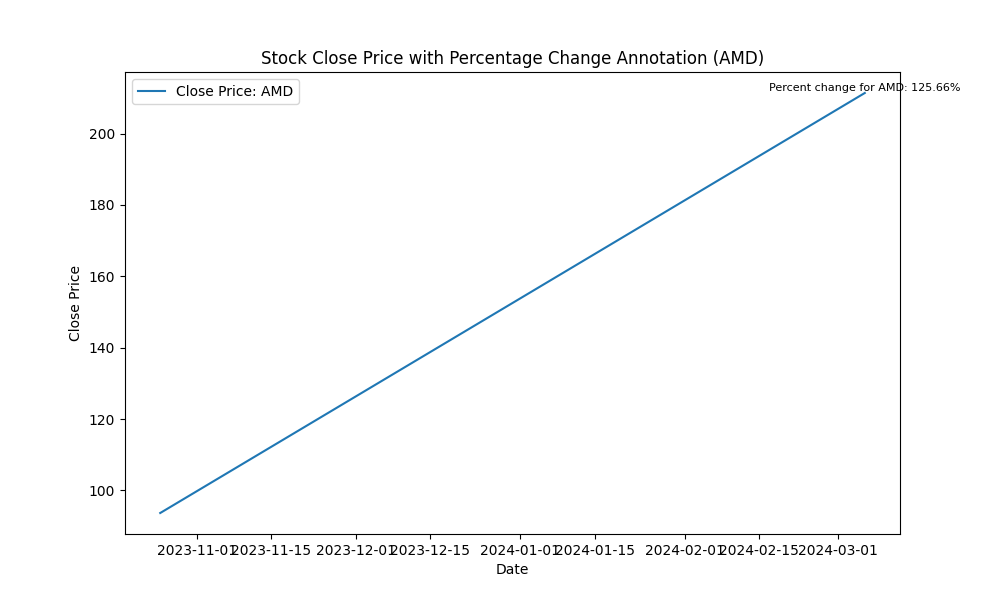 Stock Close Price with Percentage Change Annotation (AMD)
Close Price: AMD
Percent change for AMD: 125.66%
Close Price
200
180
160
140
120
100
2023-11-01 2023-11-15 2023-12-01 2023-12-15 2024-01-01 2024-01-15 2024-02-01 2024-02-15 2024-03-01
Date